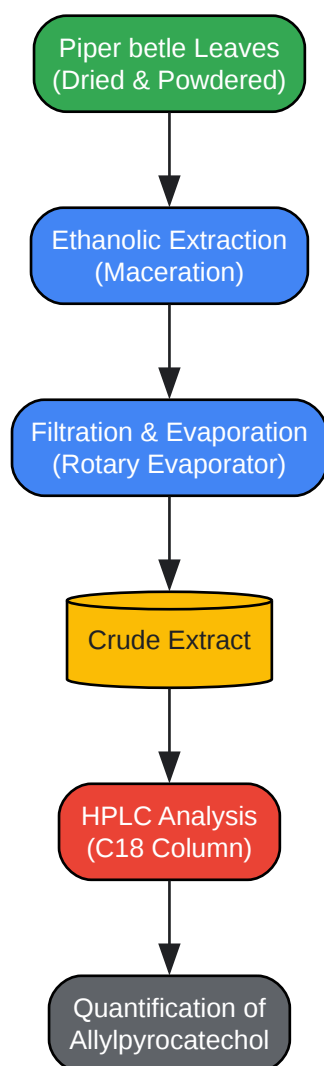 Piper betle Leaves
(Dried & Powdered)
Ethanolic Extraction
(Maceration)
Filtration & Evaporation
(Rotary Evaporator)
Crude Extract
HPLC Analysis
(C18 Column)
Quantification of
Allylpyrocatechol